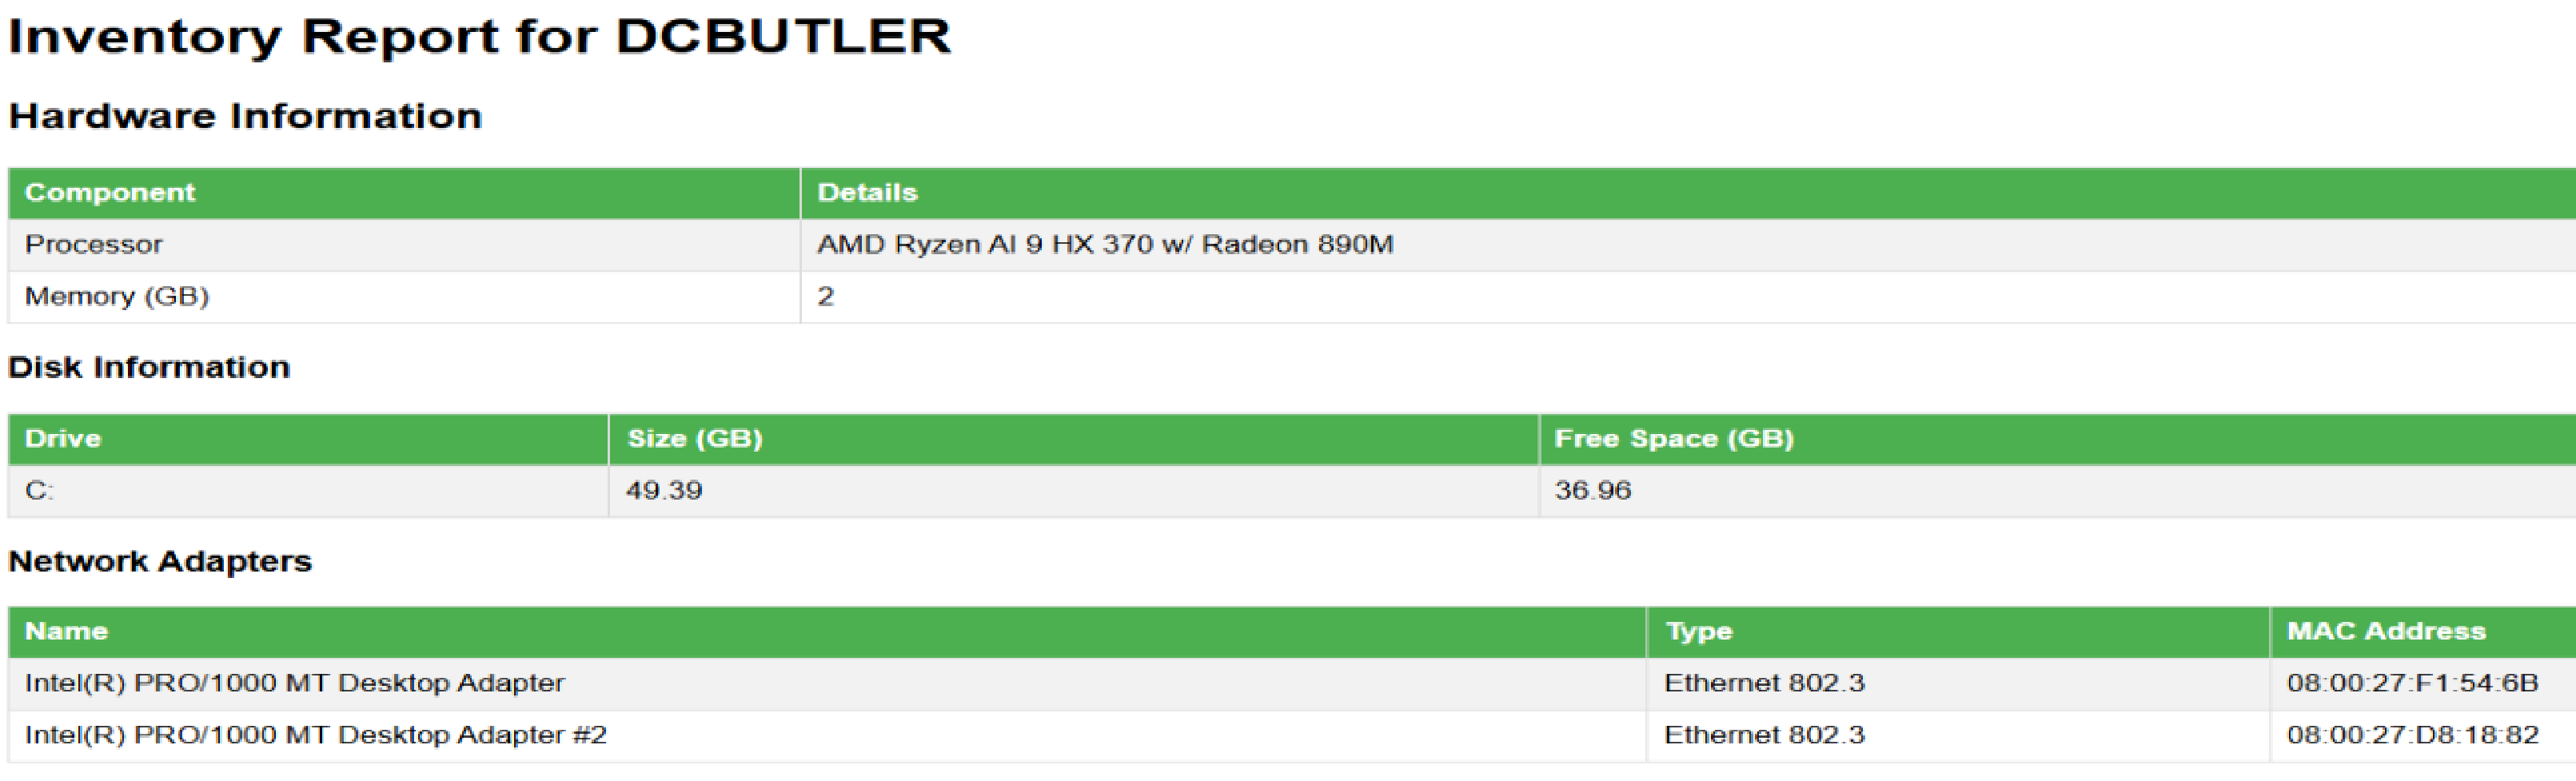 Inventory Report for DCBUTLER
Hardware Information
Component Details
Processor AMD Ryzen AI 9 HX 370 w/ Radeon 890M
Memory (GB) 2
Disk Information
Drive Size (GB) Free Space (GB)
C: 49.39 36.96
Network Adapters
Name Type MAC Address
Intel(R) PRO/1000 MT Desktop Adapter Ethernet 802.3 08:00:27:F1:54:6B
Intel(R) PRO/1000 MT Desktop Adapter #2 Ethernet 802.3 08:00:27:D8:18:82